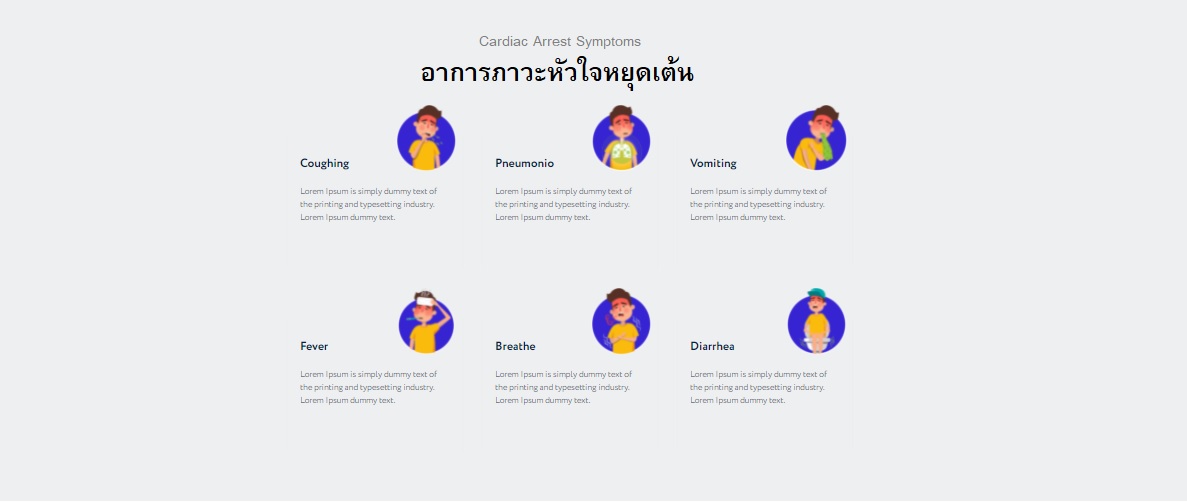 Cardiac Arrest Symptoms
อาการภาวะหัวใจหยุดเต้น
Coughing
Lorem Ipsum is simply dummy text of
the printing and typesetting industry.
Lorem Ipsum dummy text.
Pneumonio
Lorem Ipsum is simply dummy text of
the printing and typesetting industry.
Lorem Ipsum dummy text.
Vomiting
Lorem Ipsum is simply dummy text of
the printing and typesetting industry.
Lorem Ipsum dummy text.
Fever
Lorem Ipsum is simply dummy text of
the printing and typesetting industry.
Lorem Ipsum dummy text.
Breathe
Lorem Ipsum is simply dummy text of
the printing and typesetting industry.
Lorem Ipsum dummy text.
Diarrhea
Lorem Ipsum is simply dummy text of
the printing and typesetting industry.
Lorem Ipsum dummy text.